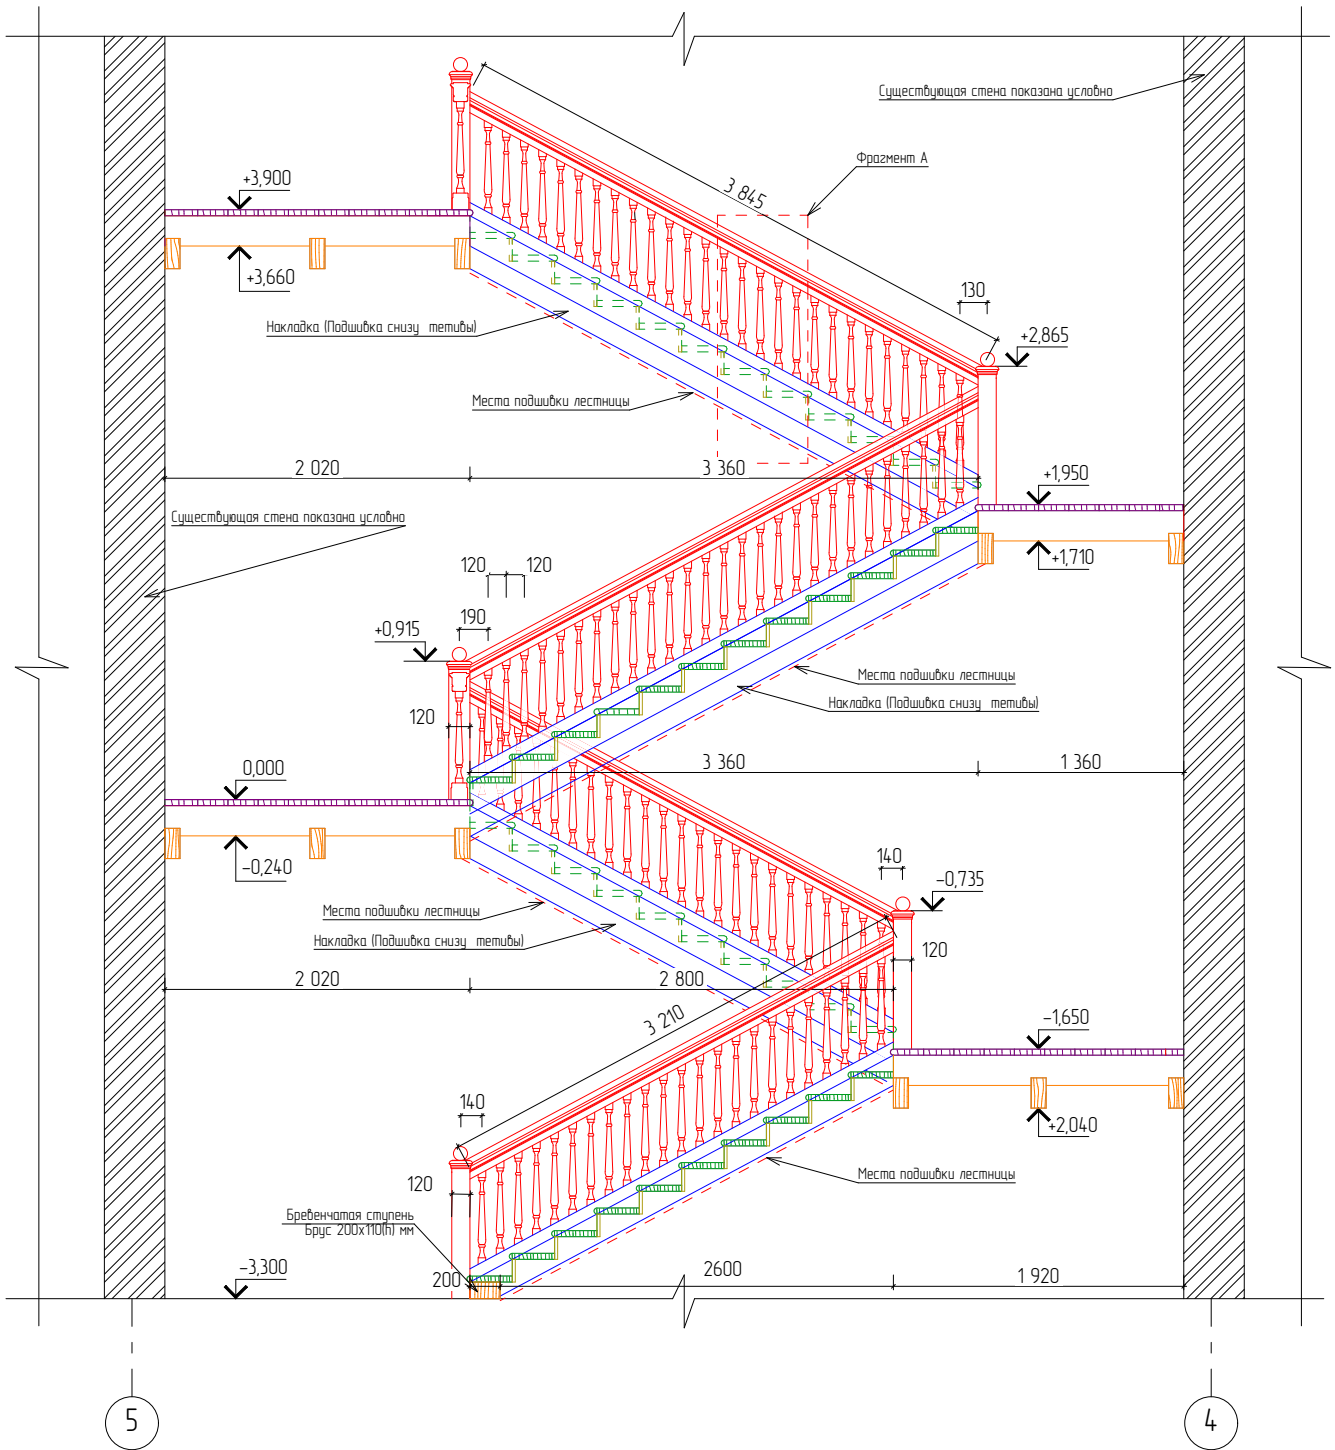 Существующая стена показана условно
Фрагмент А
3 845
+3,900
+3,660
130
+2,865
Накладка (Подшивка снизу тетивы)
Места подшивки лестницы
2 020
3 360
+1,950
Существующая стена показана условно
+1,710
120
120
190
+0,915
Места подшивки лестницы
Накладка (Подшивка снизу тетивы)
120
0,000
3 360
1 360
-0,240
140
-0,735
Места подшивки лестницы
Накладка (Подшивка снизу тетивы)
120
2 020
2 800
3 210
-1,650
140
+2,040
Места подшивки лестницы
120
Бревенчатая ступень
Брус 200х110(h) мм
-3,300
200
2600
1 920
5
4